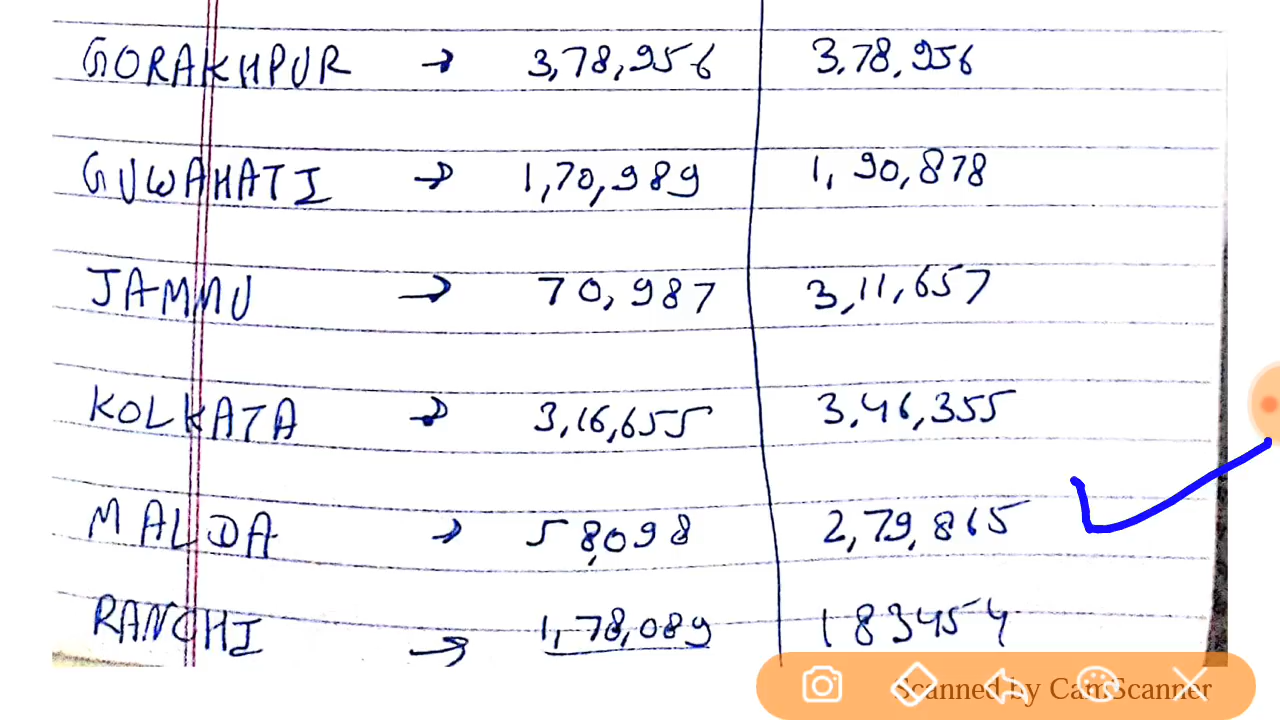 GORAKHPUR → 3,78,956 3,78,956
GUWAHATI → 1,70,989 1,90,878
JAMMU → 70,987 3,11,657
KOLKATA → 3,16,655 3,46,355
MALDA → 58,098 2,79,865
RANCHI → 1,78,089 183454
Scanned by CamScanner